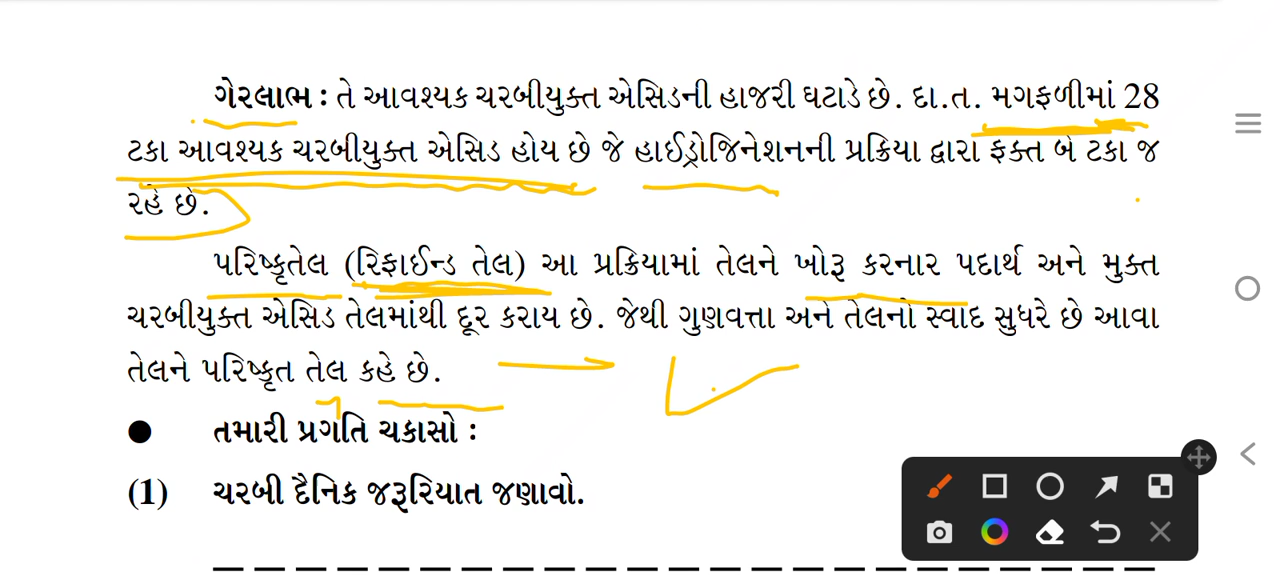 ગેરલાભ : તે આવશ્યક ચરબીયુક્ત એસિડની હાજરી ઘટાડે છે. દા.ત. મગફળીમાં 28
ટકા આવશ્યક ચરબીયુક્ત એસિડ હોય છે જે હાઈડ્રોજિનેશનની પ્રક્રિયા દ્વારા ફક્ત બે ટકા જ
રહે છે.
પરિષ્કૃતેલ (રિફાઈન્ડ તેલ) આ પ્રક્રિયામાં તેલને ખોરૂ કરનાર પદાર્થ અને મુક્ત
ચરબીયુક્ત એસિડ તેલમાંથી દૂર કરાય છે. જેથી ગુણવત્તા અને તેલનો સ્વાદ સુધરે છે આવા
તેલને પરિષ્કૃત તેલ કહે છે.
● તમારી પ્રગતિ ચકાસો :
(1) ચરબી દૈનિક જરૂરિયાત જણાવો.